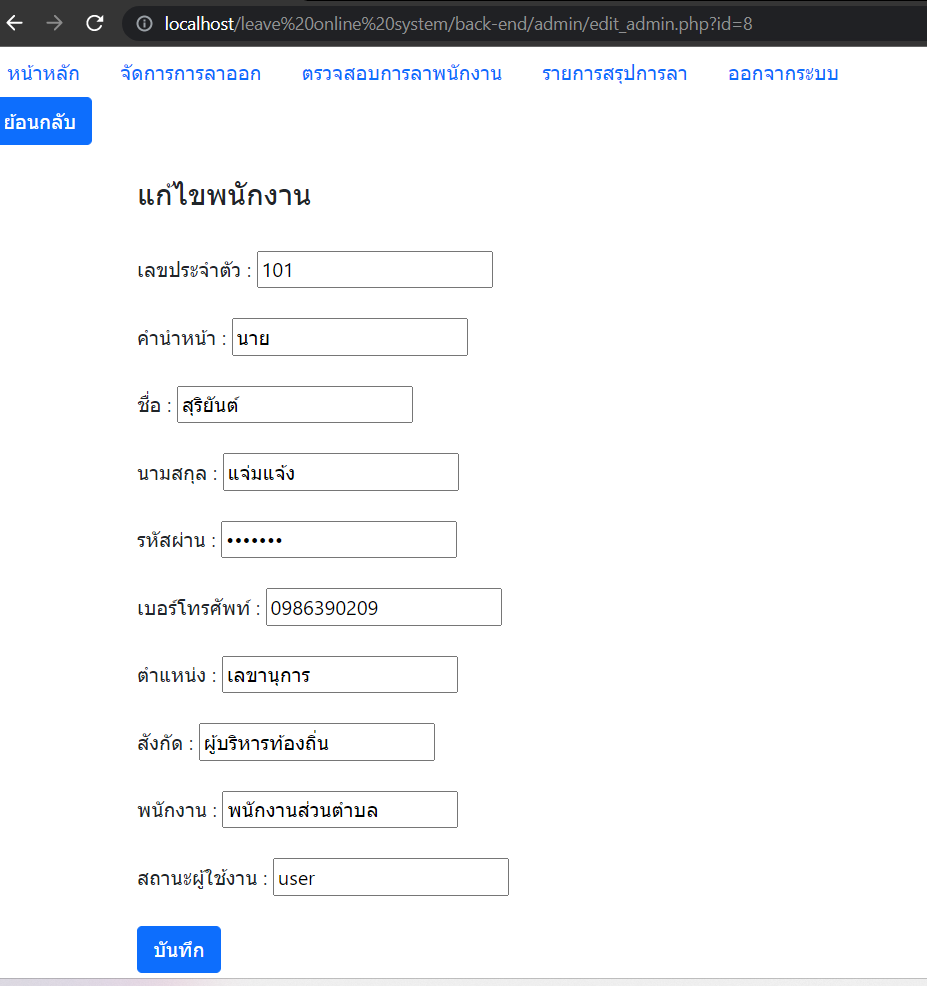 localhost/leave%20online%20system/back-end/admin/edit_admin.php?id=8
หน้าหลัก จัดการการลาออก ตรวจสอบการลาพนักงาน รายการสรุปการลา ออกจากระบบ
ย้อนกลับ
แก้ไขพนักงาน
เลขประจำตัว : 101
คำนำหน้า : นาย
ชื่อ : สุริยันต์
นามสกุล : แจ่มแจ้ง
รหัสผ่าน : •••••••
เบอร์โทรศัพท์ : 0986390209
ตำแหน่ง : เลขานุการ
สังกัด : ผู้บริหารท้องถิ่น
พนักงาน : พนักงานส่วนตำบล
สถานะผู้ใช้งาน : user
บันทึก